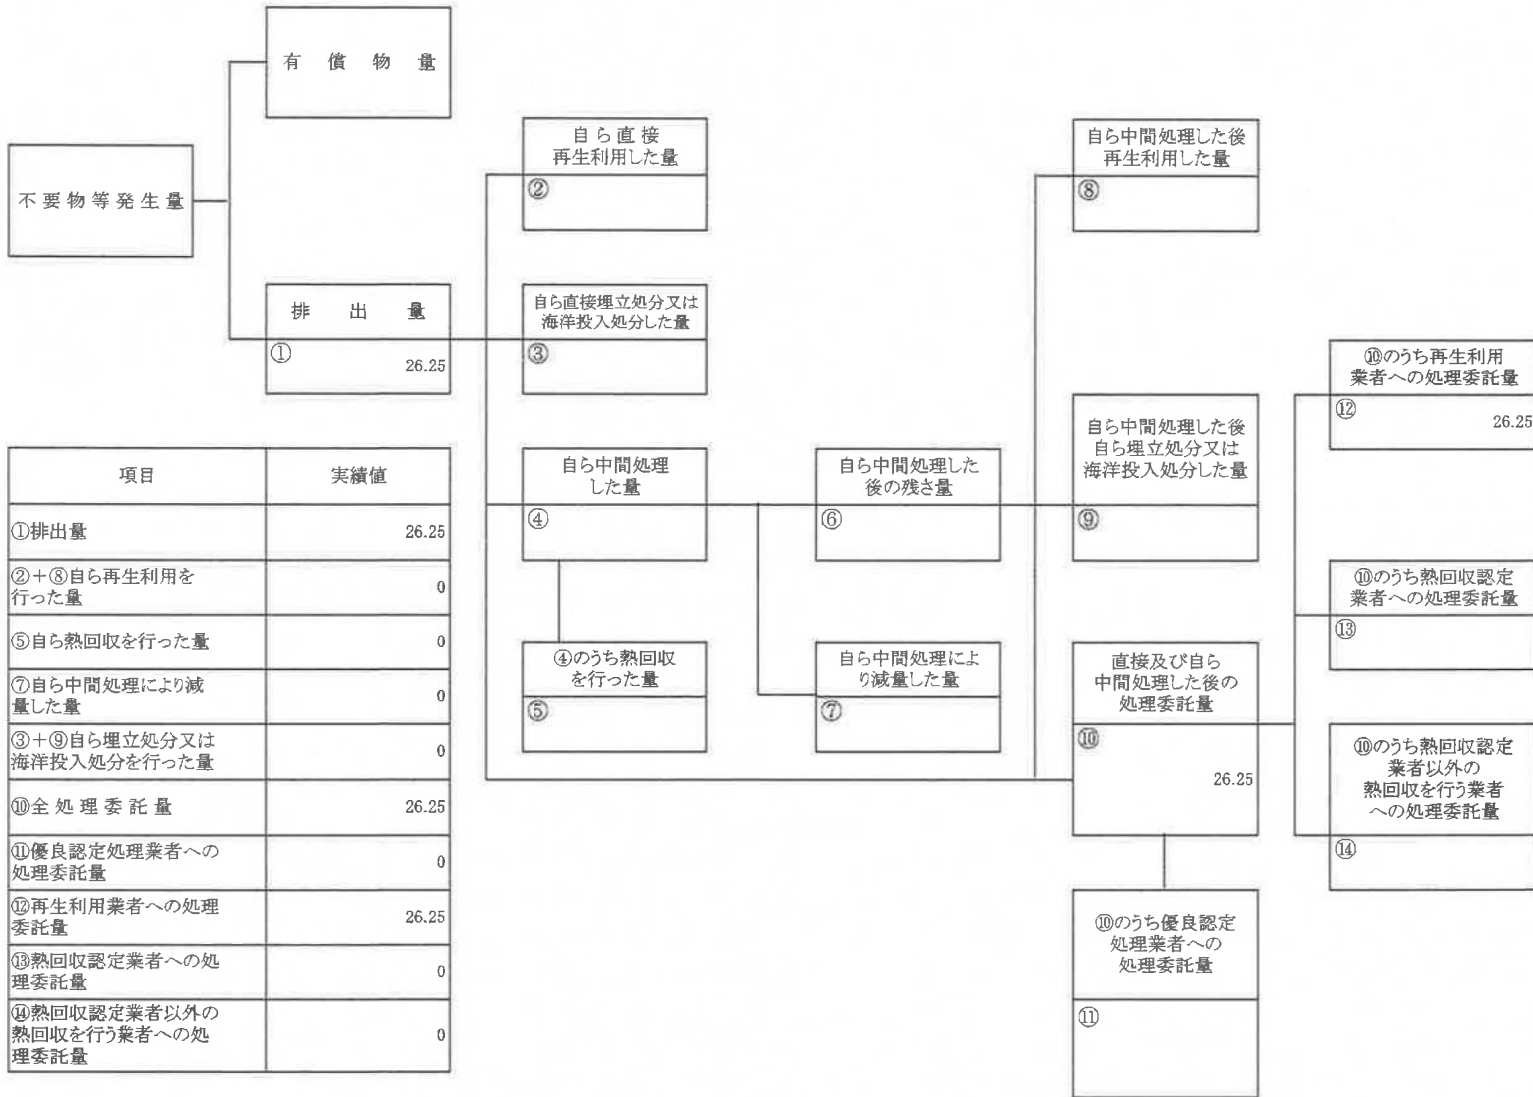 有償物量
不要物等発生量
排出量
①
26.25
自ら直接
再生利用した量
②
自ら直接埋立処分又は
海洋投入処分した量
③
自ら中間処理
した量
④
④のうち熱回収
を行った量
⑤
自ら中間処理した
後の残さ量
⑥
自ら中間処理によ
り減量した量
⑦
自ら中間処理した後
再生利用した量
⑧
自ら中間処理した後
自ら埋立処分又は
海洋投入処分した量
⑨
直接及び自ら
中間処理した後の
処理委託量
⑩
26.25
⑩のうち優良認定
処理業者への
処理委託量
⑪
⑩のうち再生利用
業者への処理委託量
⑫
26.25
⑩のうち熱回収認定
業者への処理委託量
⑬
⑩のうち熱回収認定
業者以外の
熱回収を行う業者
への処理委託量
⑭
項目 実績値
①排出量 26.25
②+⑧自ら再生利用を
行った量 0
⑤自ら熱回収を行った量 0
⑦自ら中間処理により減
量した量 0
③+⑨自ら埋立処分又は
海洋投入処分を行った量 0
⑩全処理委託量 26.25
⑪優良認定処理業者への
処理委託量 0
⑫再生利用業者への処理
委託量 26.25
⑬熱回収認定業者への処
理委託量 0
⑭熱回収認定業者以外の
熱回収を行う業者への処
理委託量 0